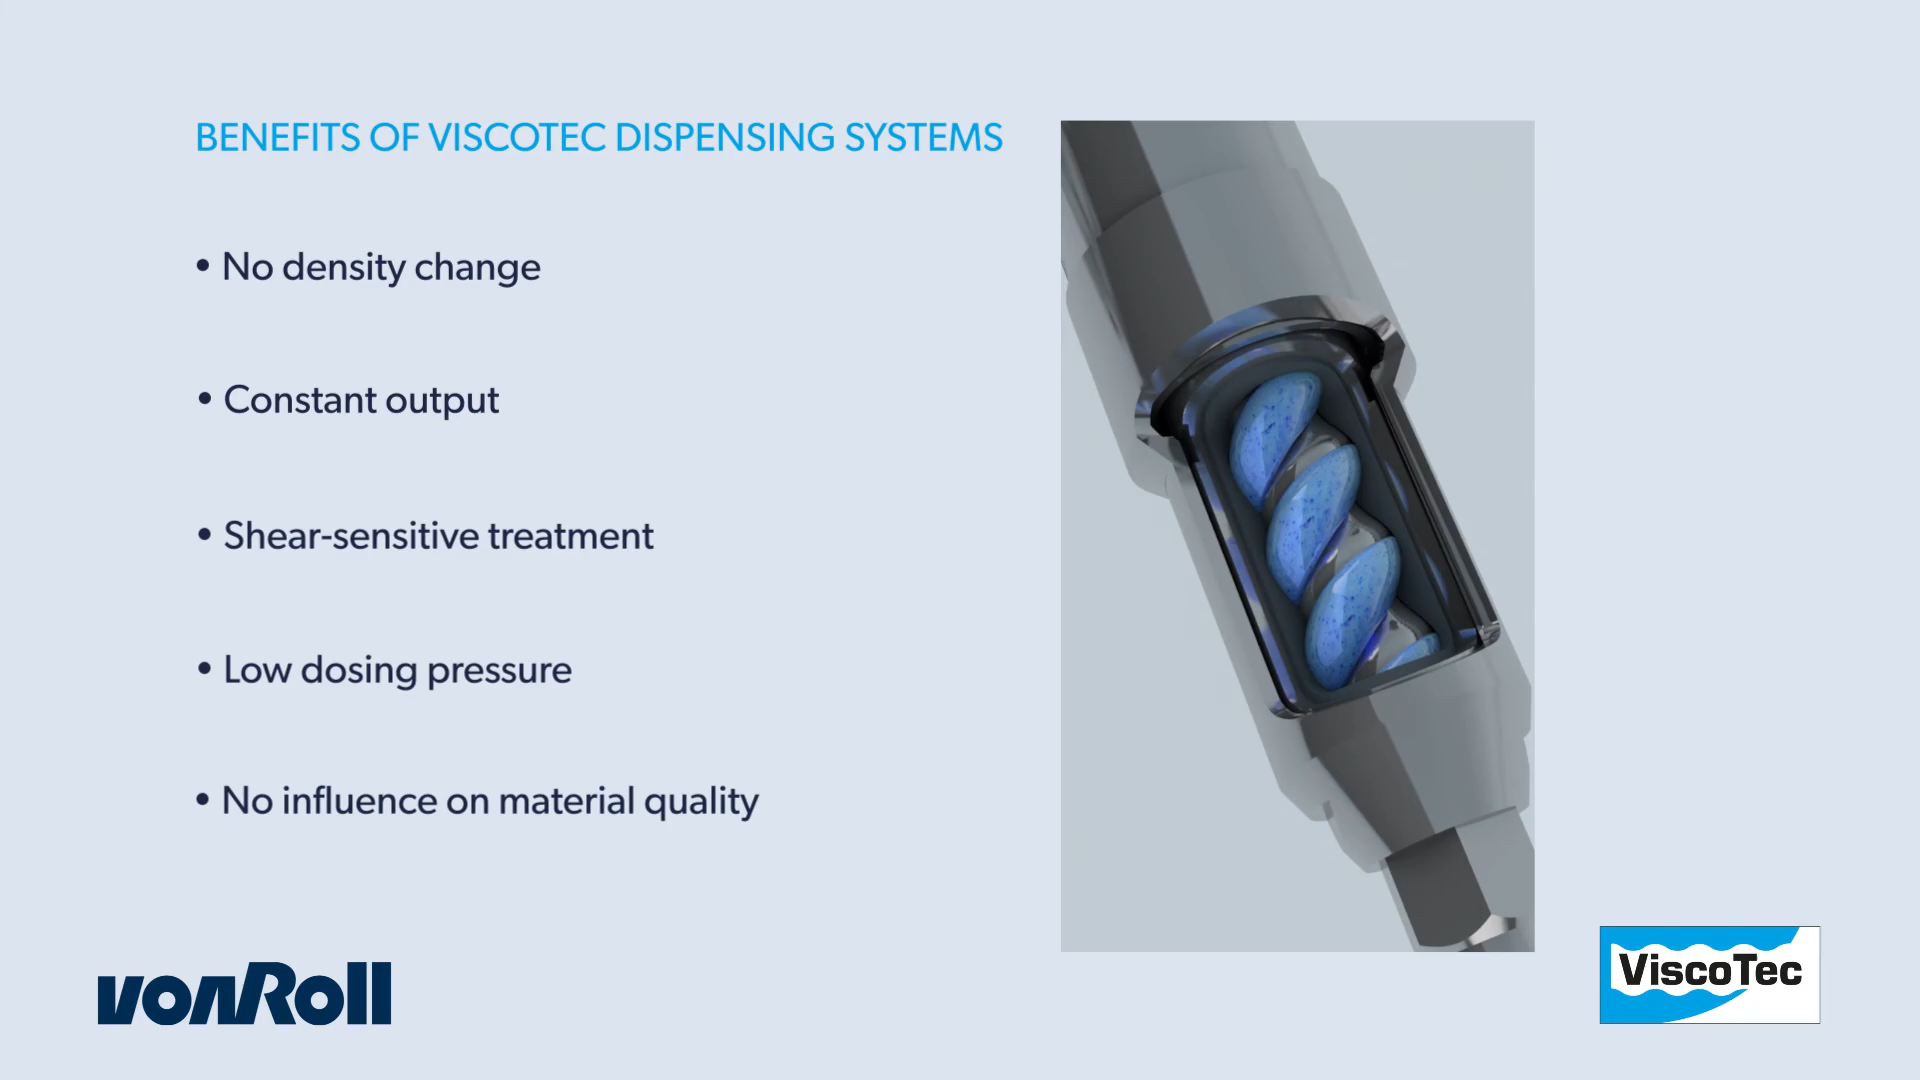 BENEFITS OF VISCOTEC DISPENSING SYSTEMS
• No density change
• Constant output
• Shear-sensitive treatment
• Low dosing pressure
• No influence on material quality
vonRoll
ViscoTec